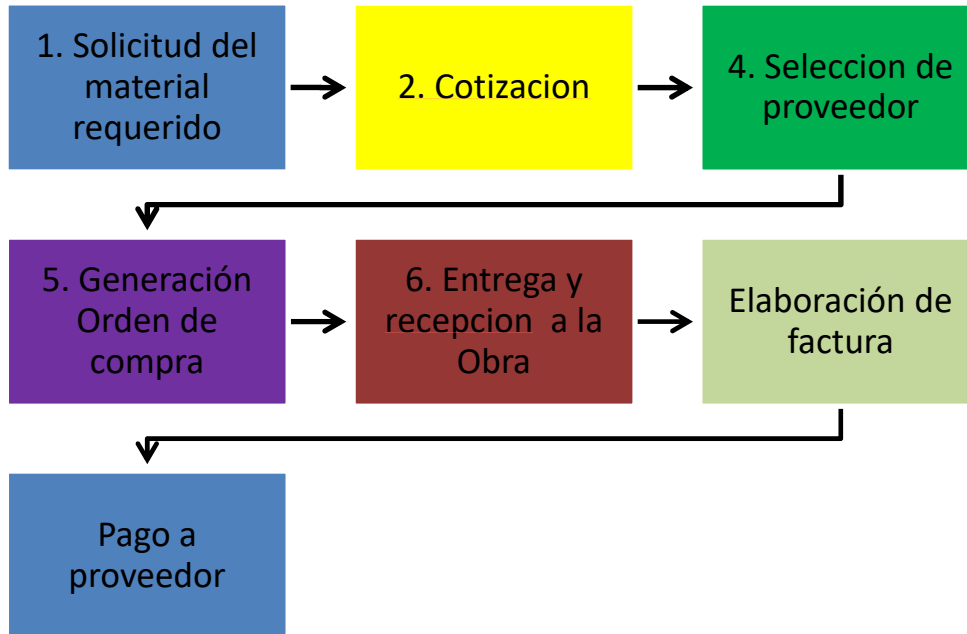 1. Solicitud del
material
requerido
2. Cotizacion
4. Seleccion de
proveedor
5. Generación
Orden de
compra
6. Entrega y
recepcion a la
Obra
Elaboración de
factura
Pago a
proveedor